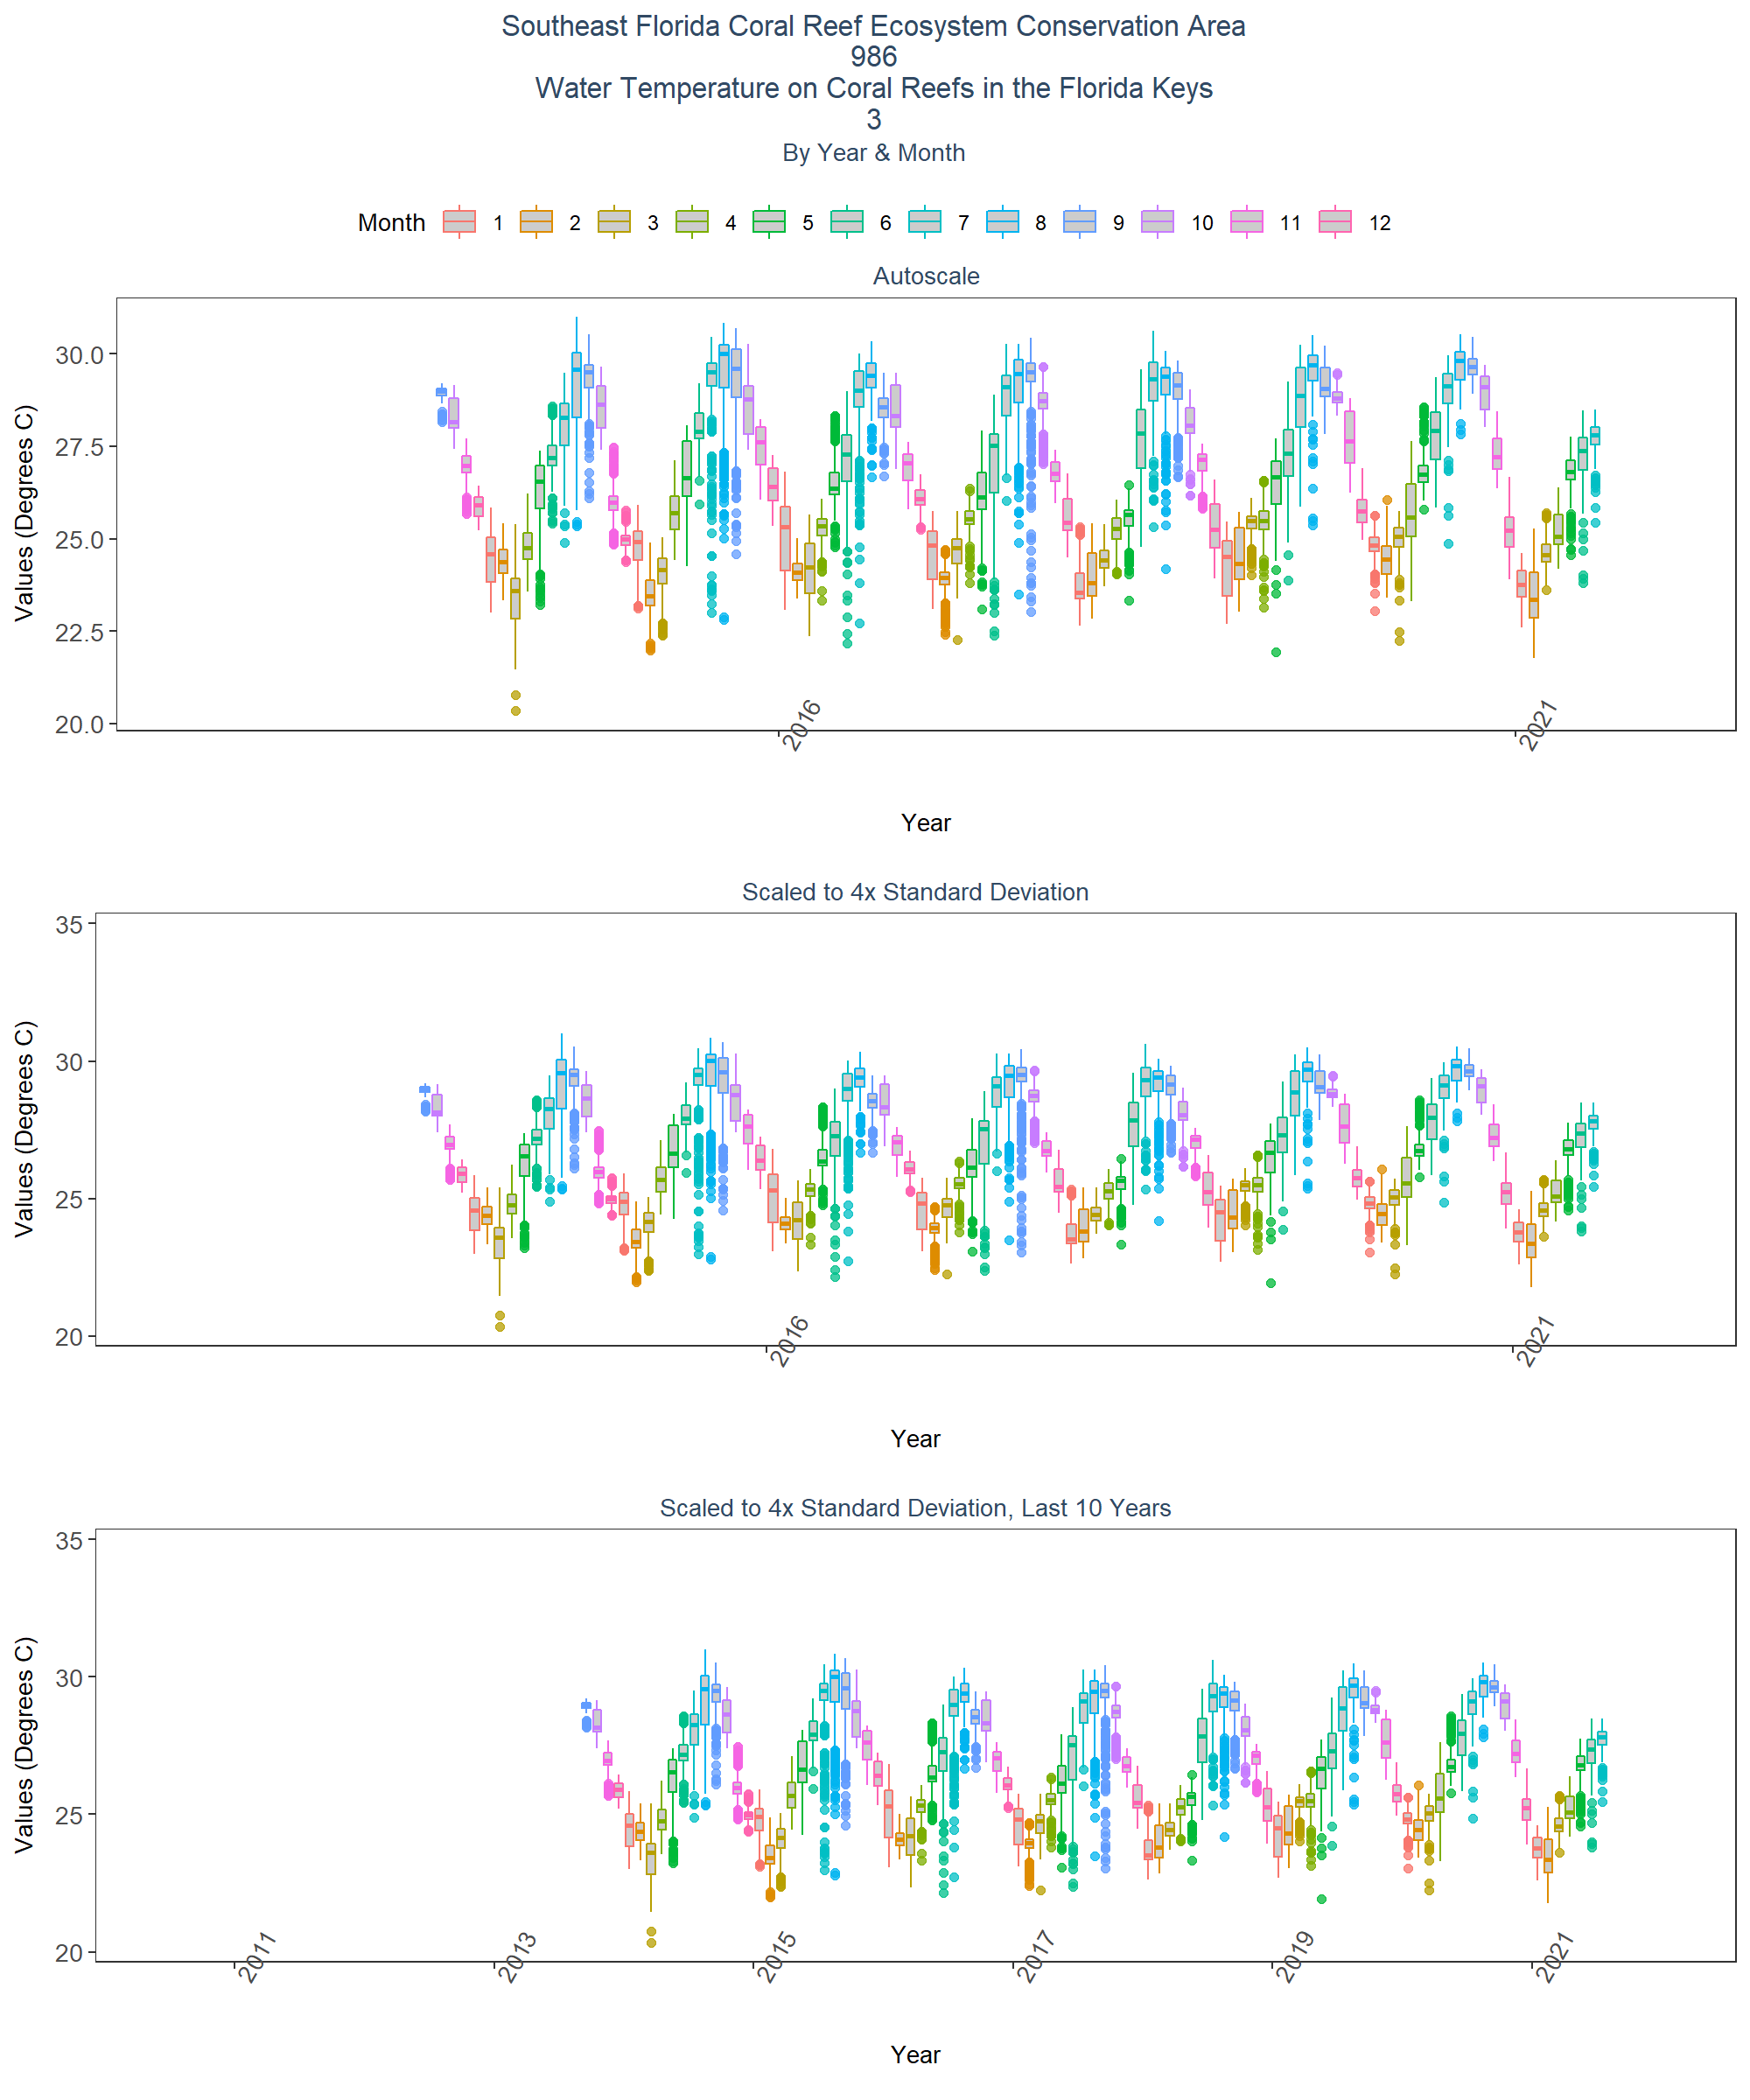 Southeast Florida Coral Reef Ecosystem Conservation Area
986
Water Temperature on Coral Reefs in the Florida Keys
3
By Year & Month
Month 1 2 3 4 5 6 7 8 9 10 11 12
Autoscale
Values (Degrees C)
30.0
27.5
25.0
22.5
20.0
2016 2021
Year
Scaled to 4x Standard Deviation
Values (Degrees C)
35
30
25
20
2016 2021
Year
Scaled to 4x Standard Deviation, Last 10 Years
Values (Degrees C)
35
30
25
20
2011 2013 2015 2017 2019 2021
Year